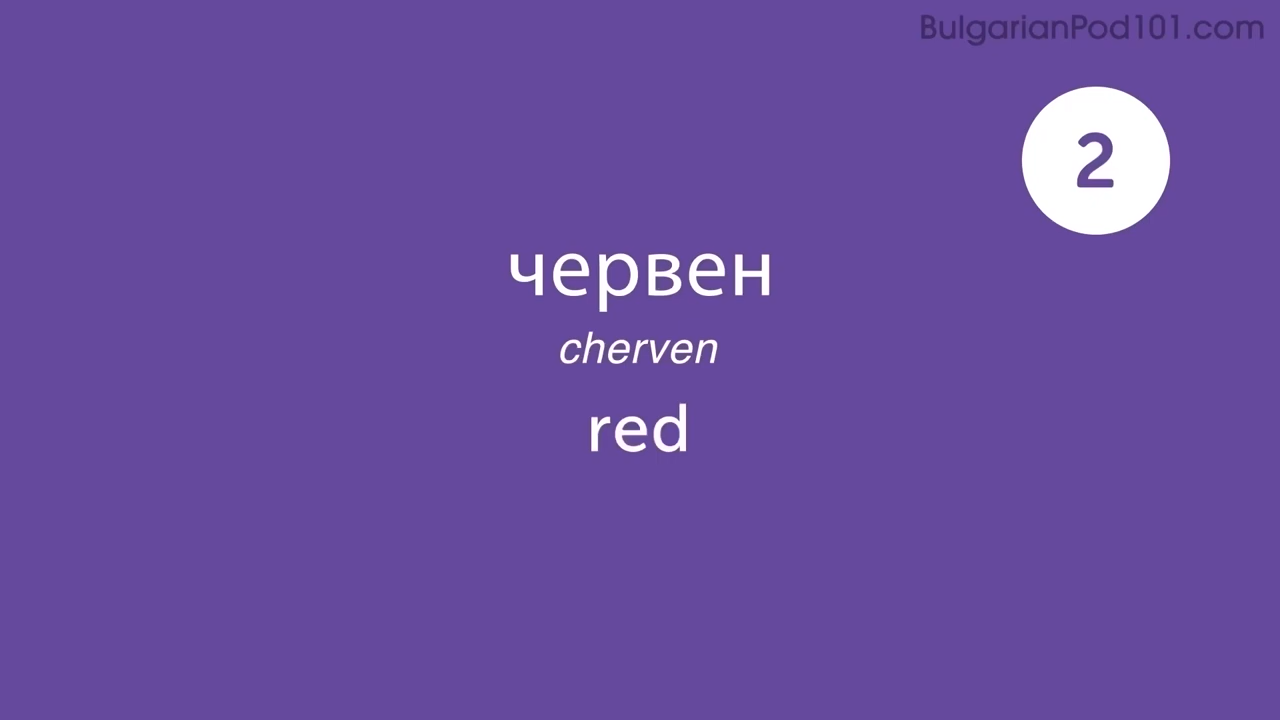 BulgarianPod101.com
2
червен
cherven
red